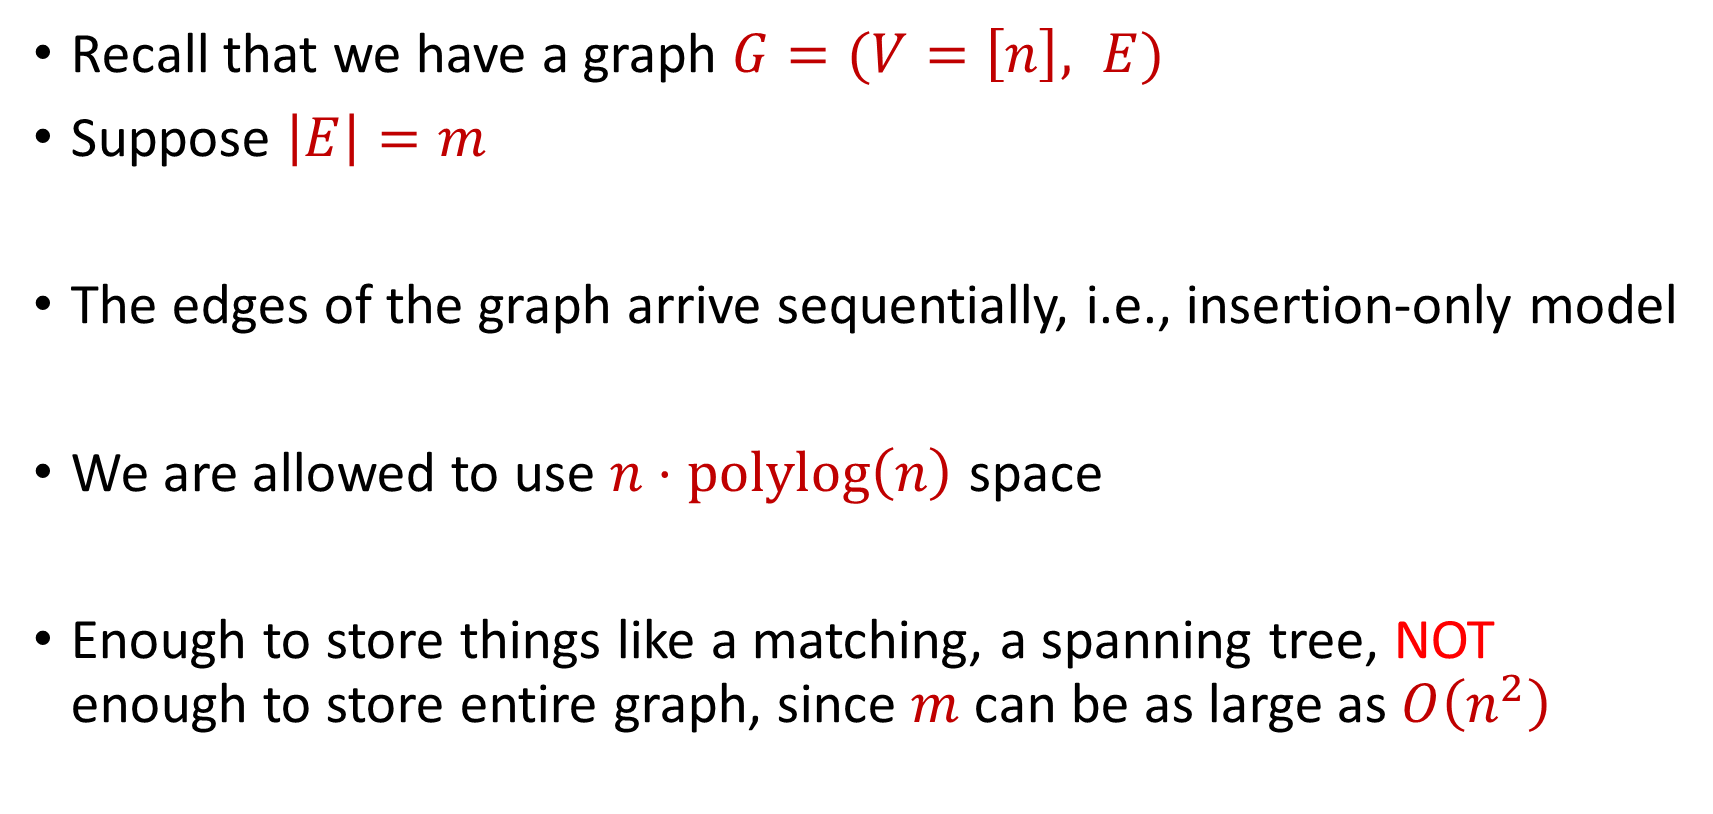 • Recall that we have a graph G = (V = [n], E)
• Suppose |E| = m
• The edges of the graph arrive sequentially, i.e., insertion-only model
• We are allowed to use n · polylog(n) space
• Enough to store things like a matching, a spanning tree, NOT
enough to store entire graph, since m can be as large as O(n²)